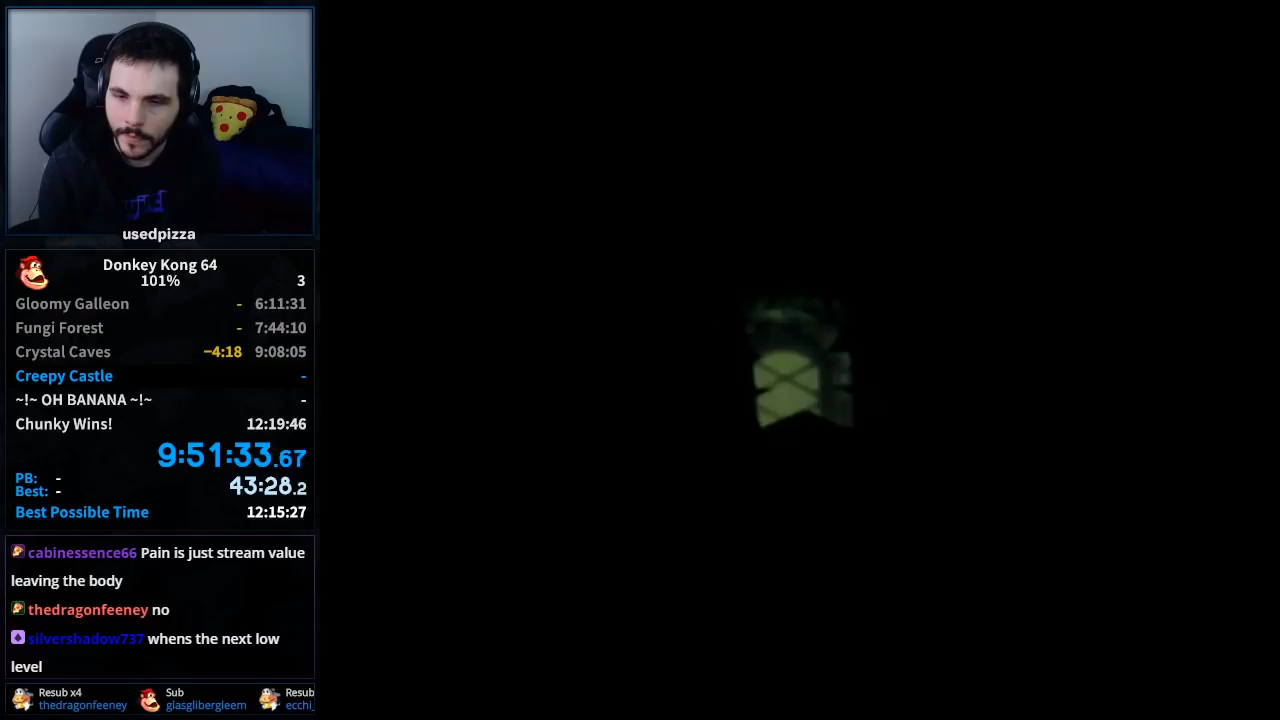 usedpizza
Donkey Kong 64
101% 3
Gloomy Galleon - 6:11:31
Fungi Forest - 7:44:10
Crystal Caves −4:18 9:08:05
Creepy Castle -
~!~ OH BANANA ~!~ -
Chunky Wins! 12:19:46
9:51:33.67
PB: -
Best: - 43:28.2
Best Possible Time 12:15:27
cabinessence66 Pain is just stream value
leaving the body
thedragonfeeney no
silvershadow737 whens the next low
level
Resub x4 Sub Resub
thedragonfeeney glasglibergleem ecchi_